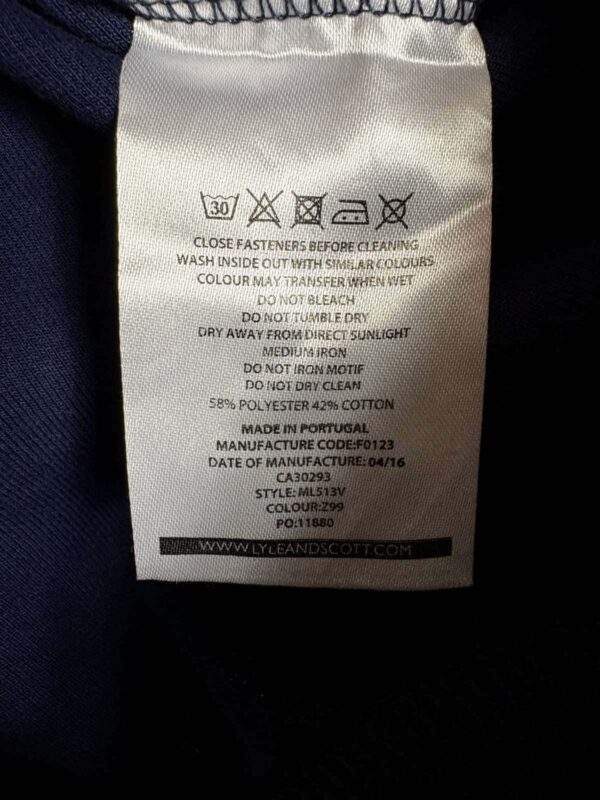 30
CLOSE FASTENERS BEFORE CLEANING
WASH INSIDE OUT WITH SIMILAR COLOURS
COLOUR MAY TRANSFER WHEN WET
DO NOT BLEACH
DO NOT TUMBLE DRY
DRY AWAY FROM DIRECT SUNLIGHT
MEDIUM IRON
DO NOT IRON MOTIF
DO NOT DRY CLEAN
58% POLYESTER 42% COTTON
MADE IN PORTUGAL
MANUFACTURE CODE:F0123
DATE OF MANUFACTURE: 04/16
CA30293
STYLE: ML513V
COLOUR:Z99
PO:11880
WWW.LYLEANDSCOTT.COM